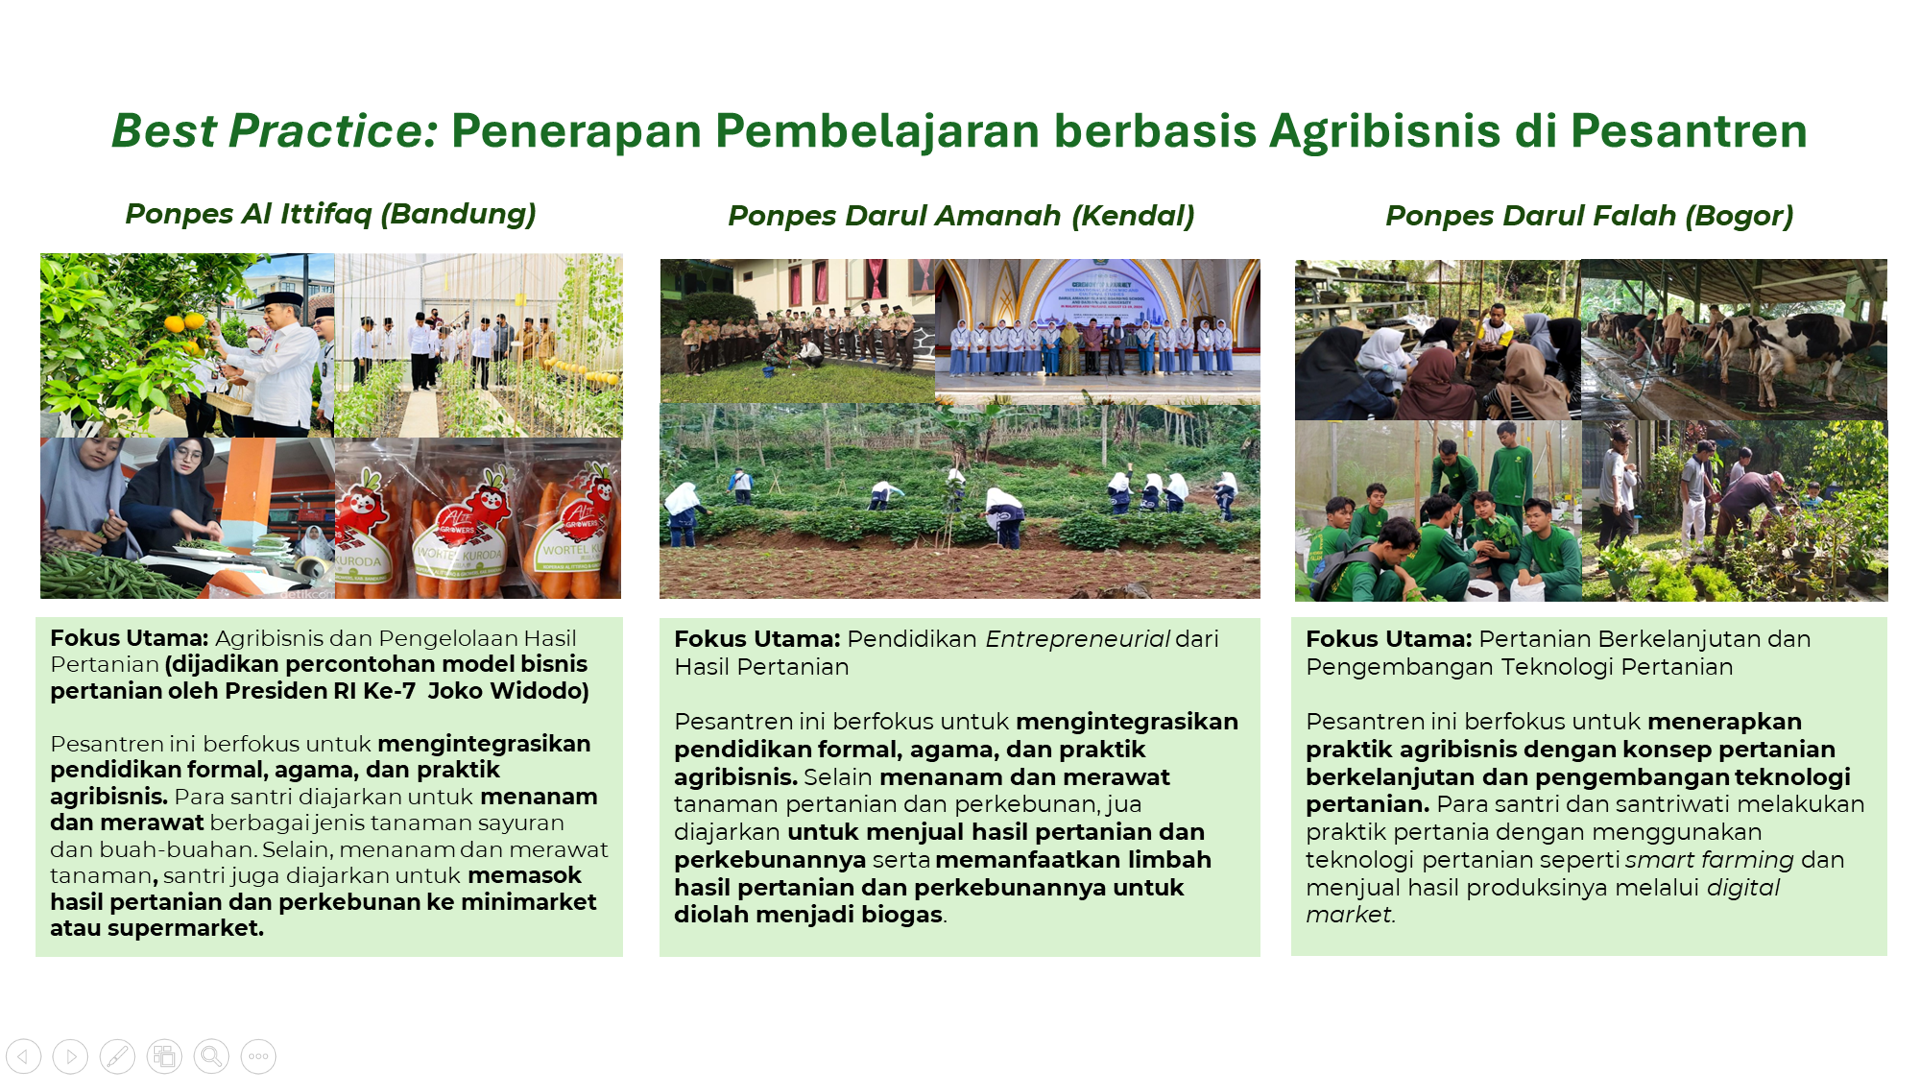 Best Practice: Penerapan Pembelajaran berbasis Agribisnis di Pesantren
Ponpes Al Ittifaq (Bandung)
detikcom
KURODA
ALIF
GROWERS
WORTEL KURODA
GROWERS
WORTEL KU
Fokus Utama: Agribisnis dan Pengelolaan Hasil
Pertanian (dijadikan percontohan model bisnis
pertanian oleh Presiden RI Ke-7 Joko Widodo)
Pesantren ini berfokus untuk mengintegrasikan
pendidikan formal, agama, dan praktik
agribisnis. Para santri diajarkan untuk menanam
dan merawat berbagai jenis tanaman sayuran
dan buah-buahan. Selain, menanam dan merawat
tanaman, santri juga diajarkan untuk memasok
hasil pertanian dan perkebunan ke minimarket
atau supermarket.
Ponpes Darul Amanah (Kendal)
Fokus Utama: Pendidikan Entrepreneurial dari
Hasil Pertanian
Pesantren ini berfokus untuk mengintegrasikan
pendidikan formal, agama, dan praktik
agribisnis. Selain menanam dan merawat
tanaman pertanian dan perkebunan, jua
diajarkan untuk menjual hasil pertanian dan
perkebunannya serta memanfaatkan limbah
hasil pertanian dan perkebunannya untuk
diolah menjadi biogas.
Ponpes Darul Falah (Bogor)
Fokus Utama: Pertanian Berkelanjutan dan
Pengembangan Teknologi Pertanian
Pesantren ini berfokus untuk menerapkan
praktik agribisnis dengan konsep pertanian
berkelanjutan dan pengembangan teknologi
pertanian. Para santri dan santriwati melakukan
praktik pertania dengan menggunakan
teknologi pertanian seperti smart farming dan
menjual hasil produksinya melalui digital
market.